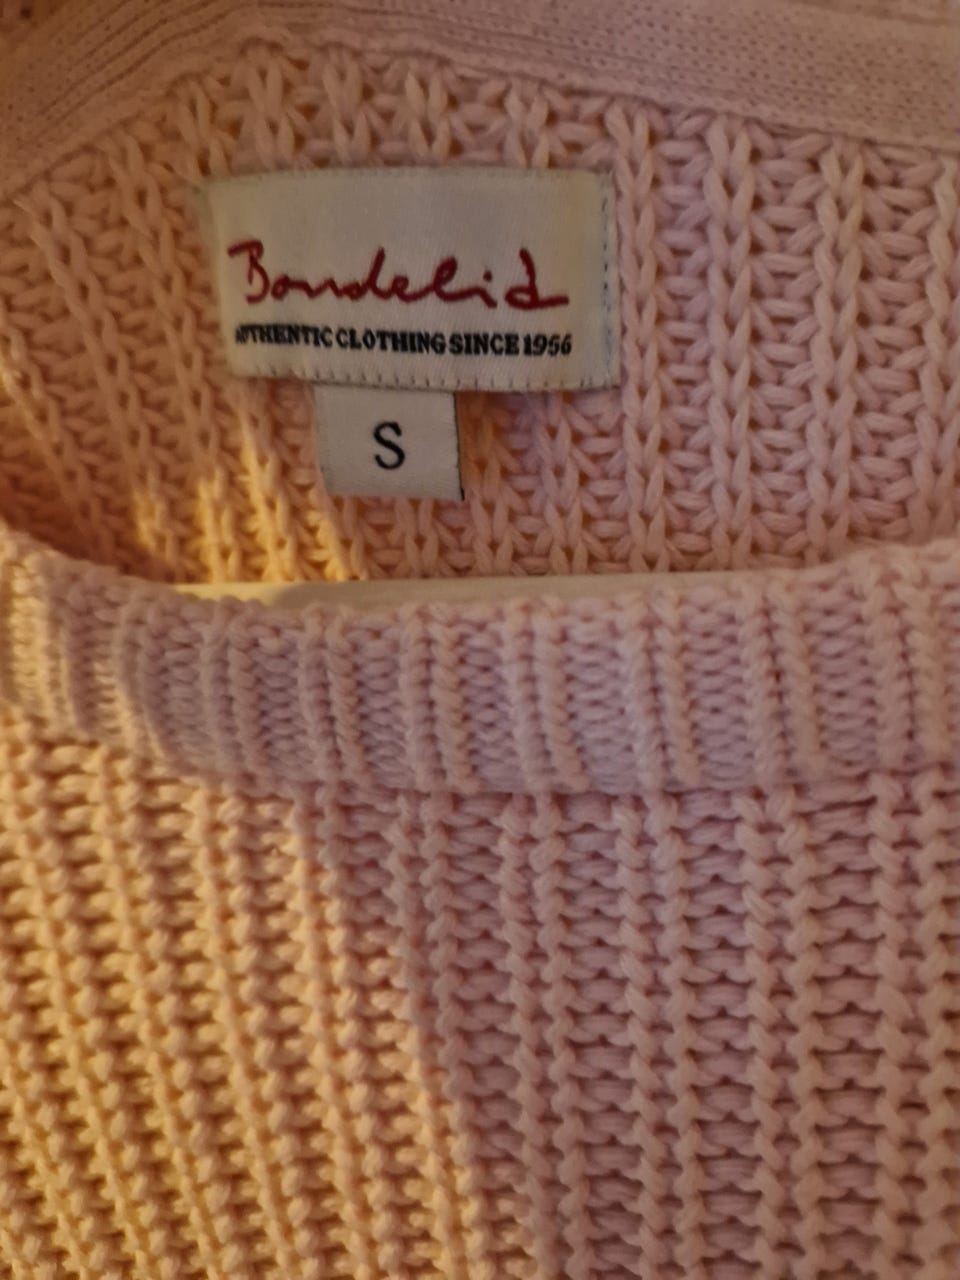 Bondelid
AUTHENTIC CLOTHING SINCE 1956
S